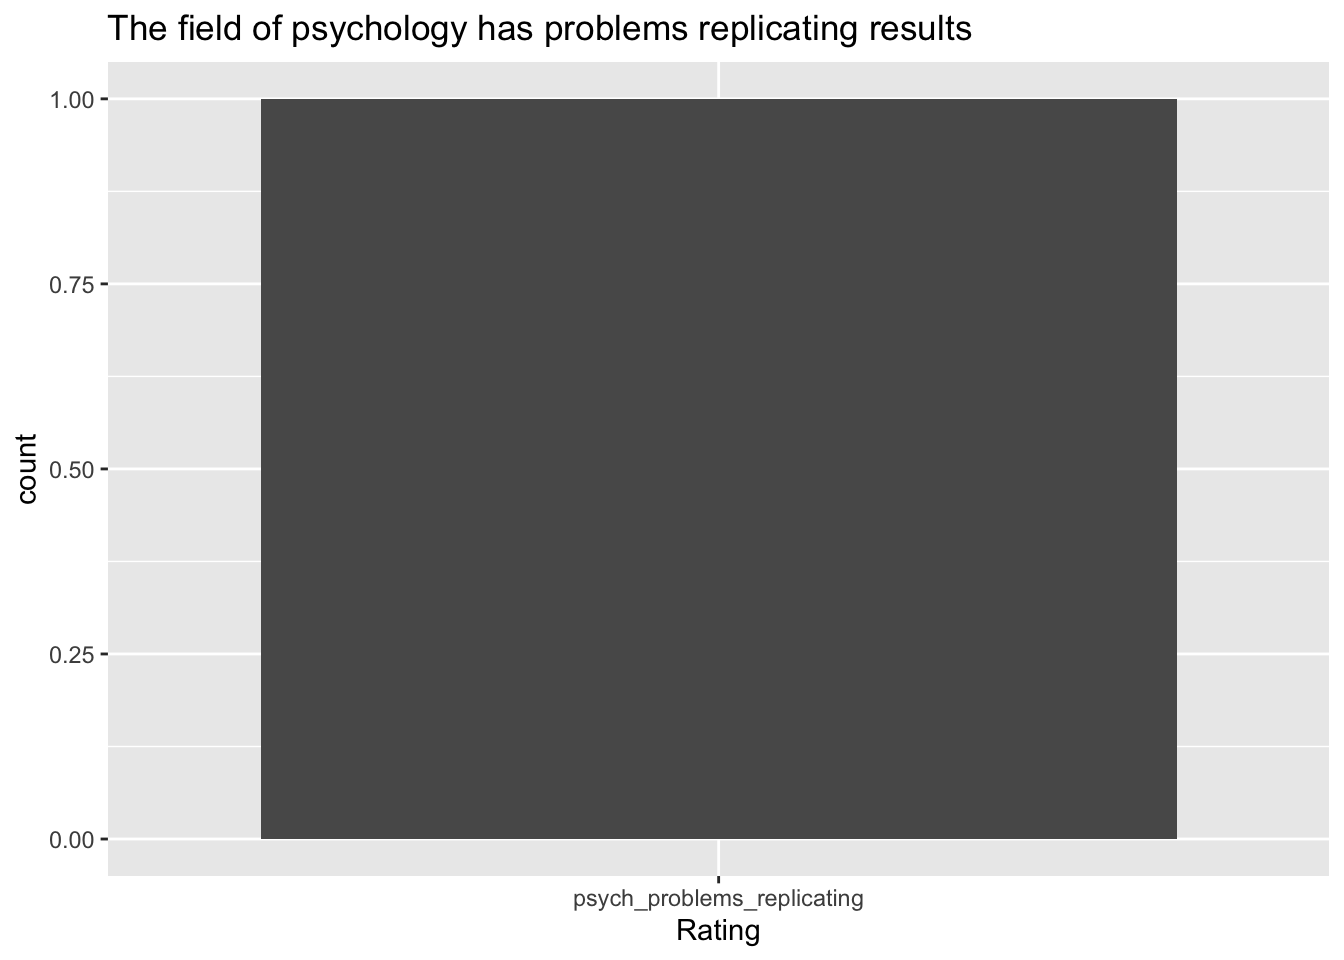 The field of psychology has problems replicating results
1.00
0.75
0.50
0.25
0.00
count
psych_problems_replicating
Rating